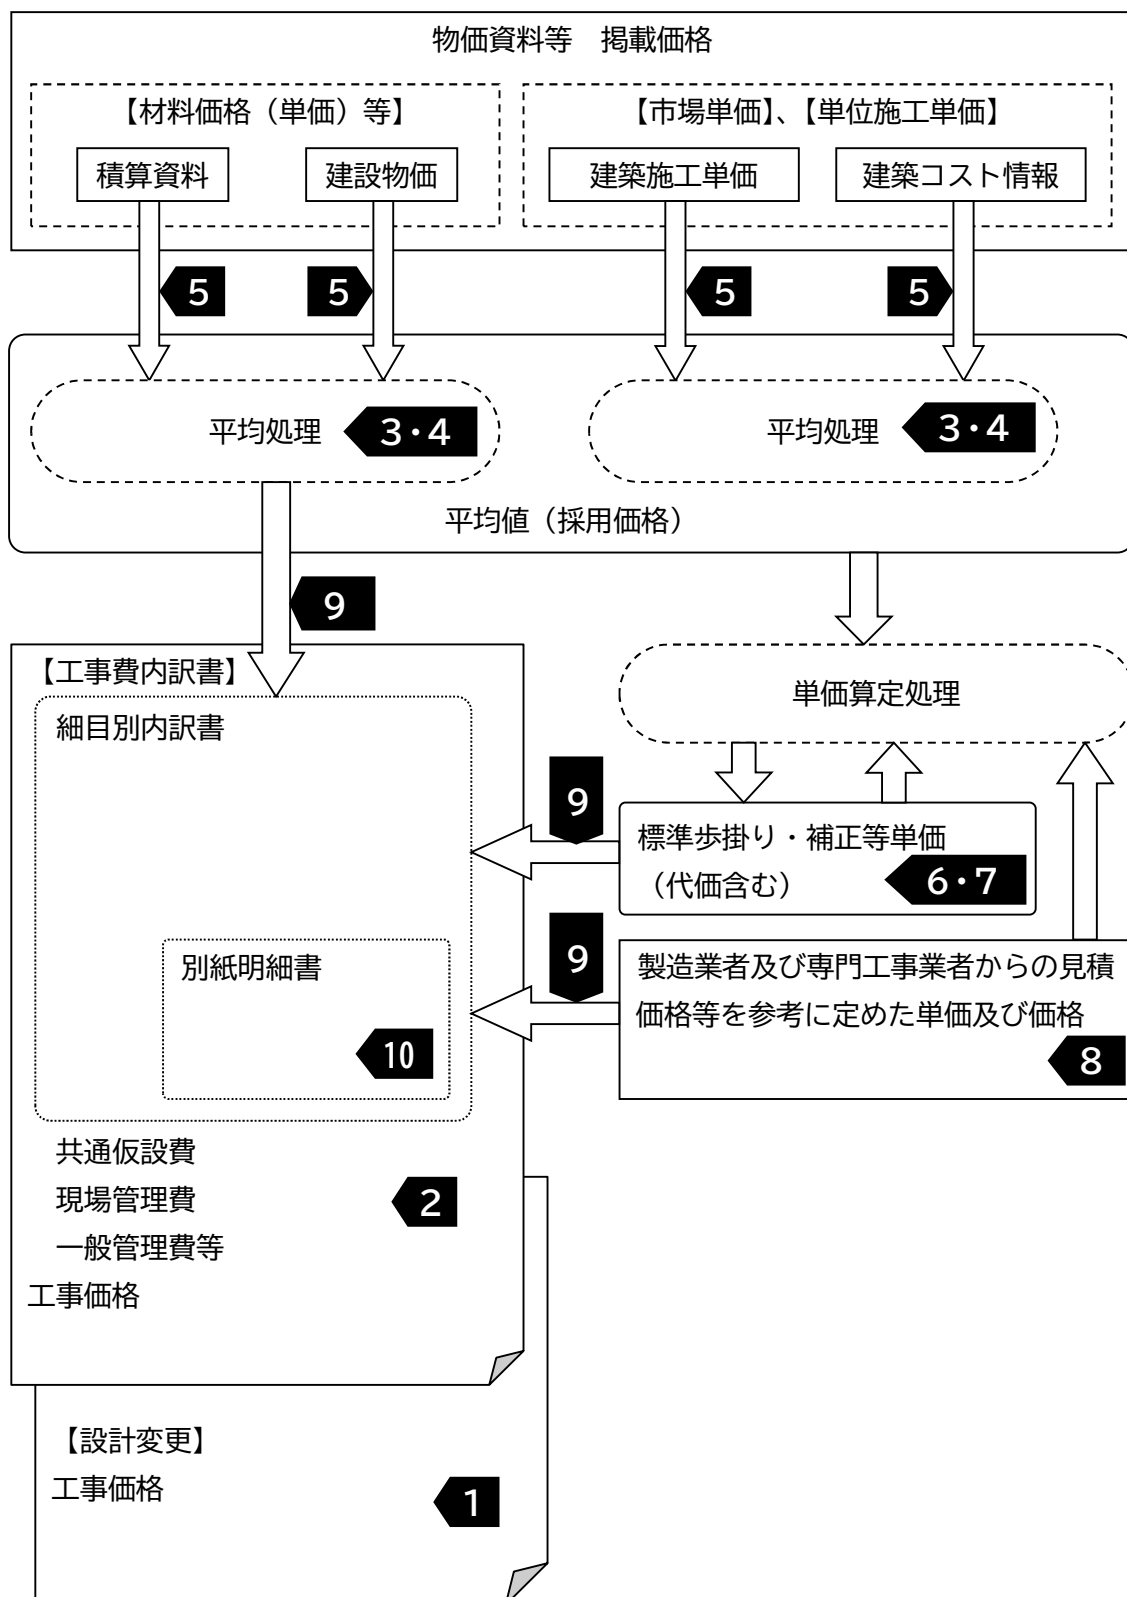 物価資料等　掲載価格
【材料価格（単価）等】
【市場単価】、【単位施工単価】
積算資料
建設物価
建築施工単価
建築コスト情報
5
5
5
5
平均処理
3・4
平均処理
3・4
平均値（採用価格）
9
【工事費内訳書】
細目別内訳書
単価算定処理
9
標準歩掛り・補正等単価
（代価含む）
6・7
9
別紙明細書
10
製造業者及び専門工事業者からの見積
価格等を参考に定めた単価及び価格
8
共通仮設費
現場管理費
2
一般管理費等
工事価格
【設計変更】
工事価格
1